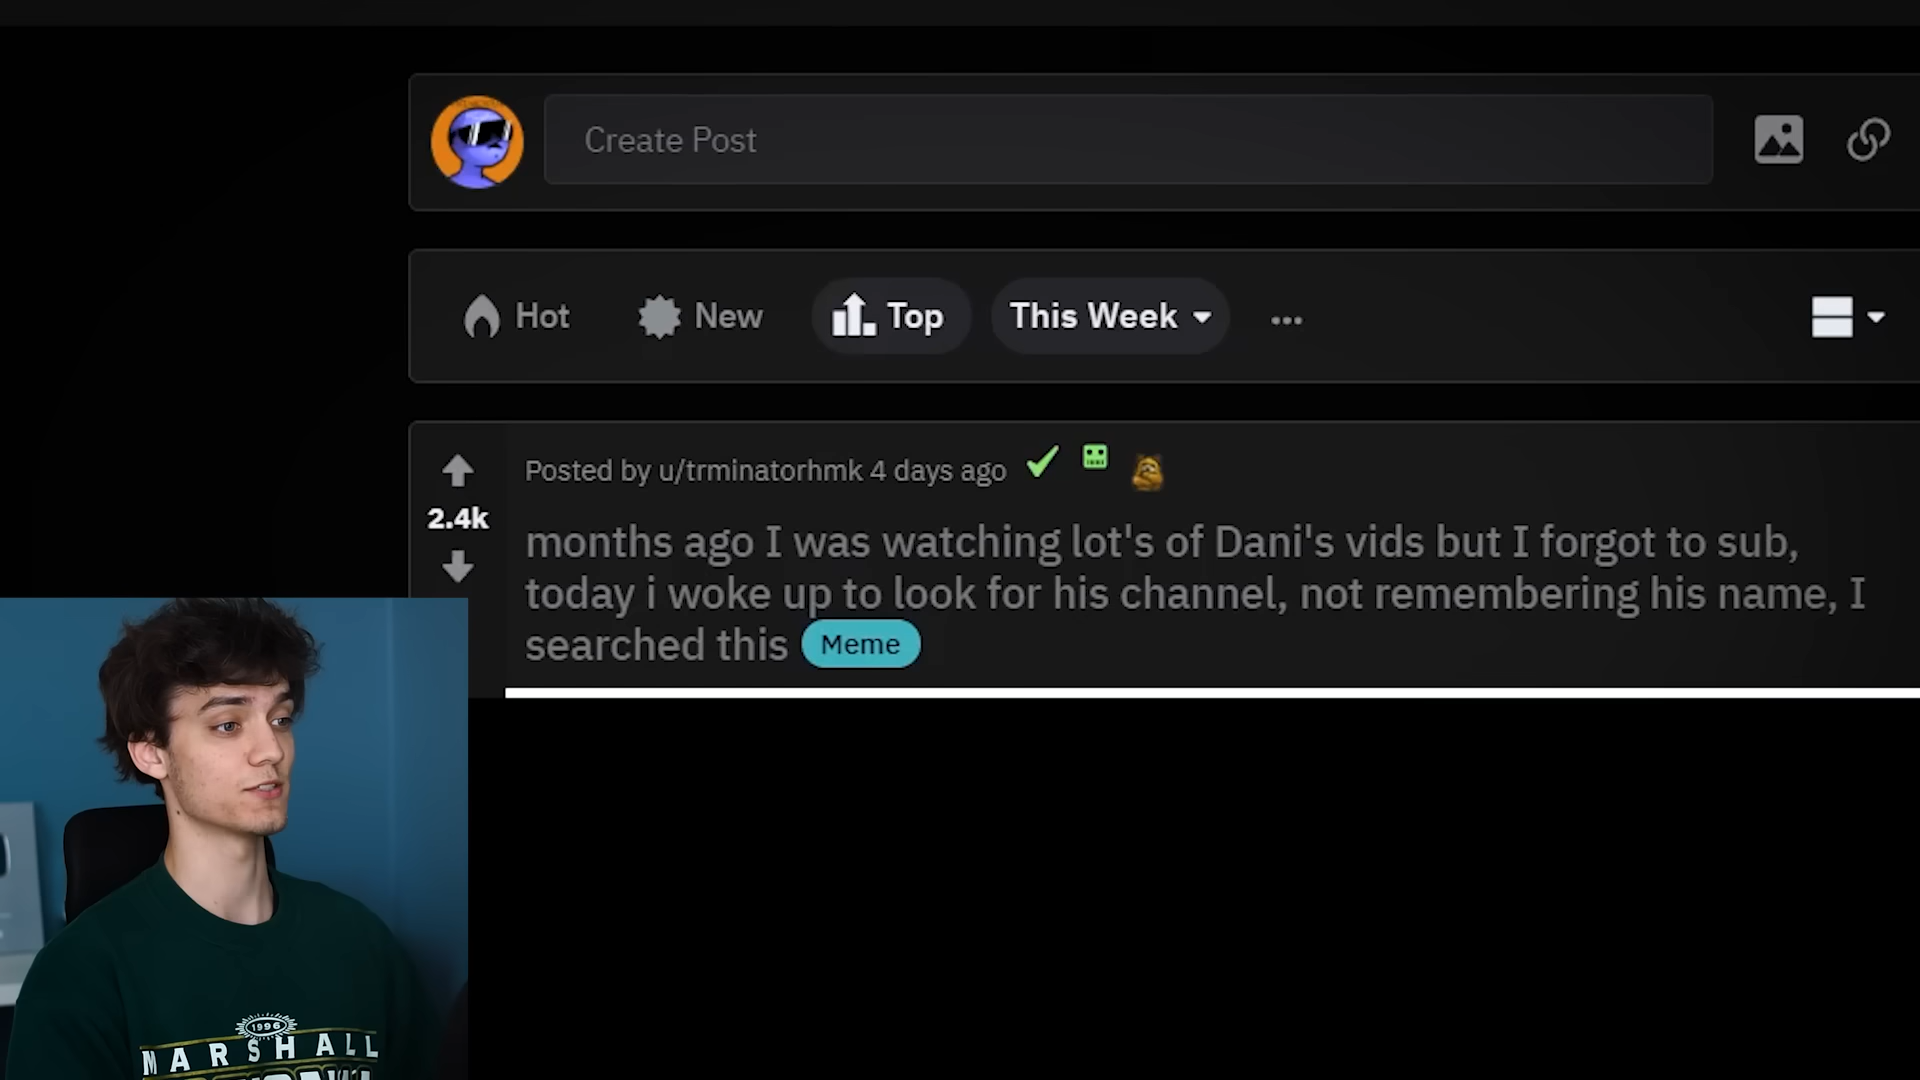 Create Post
Hot New Top This Week
Posted by u/trminatorhmk 4 days ago
2.4k
months ago I was watching lot's of Dani's vids but I forgot to sub,
today i woke up to look for his channel, not remembering his name, I
searched this Meme
1996
MARSHALL